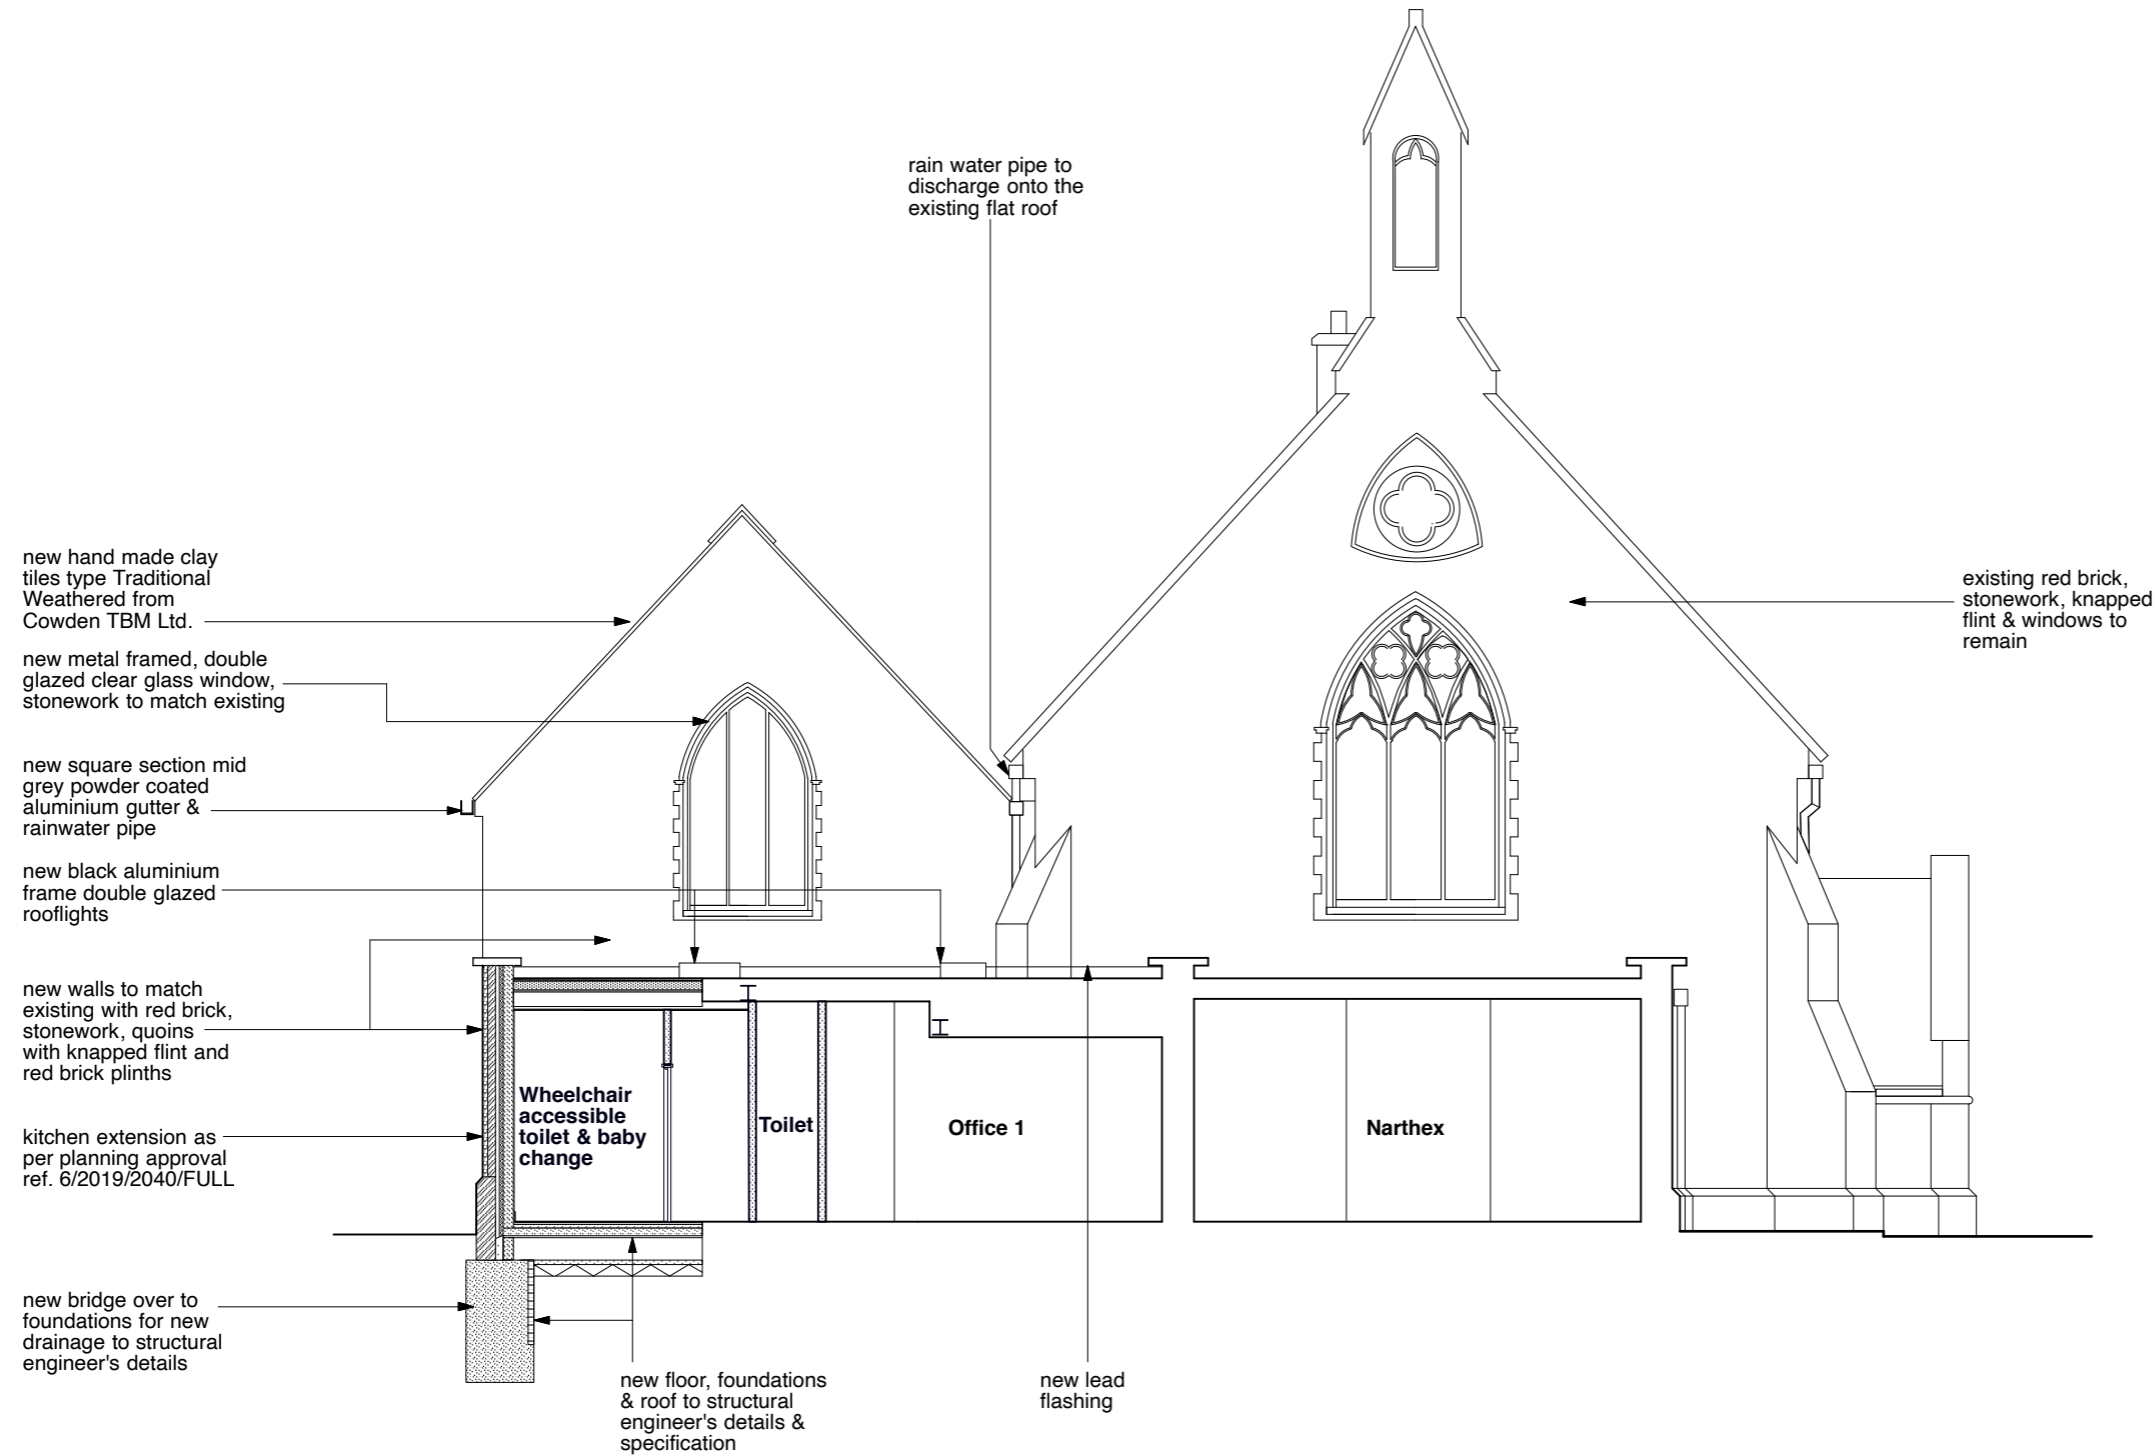 rain water pipe to
discharge onto the
existing flat roof
new hand made clay
tiles type Traditional
Weathered from
Cowden TBM Ltd.
new metal framed, double
glazed clear glass window,
stonework to match existing
new square section mid
grey powder coated
aluminium gutter &
rainwater pipe
new black aluminium
frame double glazed
rooflights
new walls to match
existing with red brick,
stonework, quoins
with knapped flint and
red brick plinths
kitchen extension as
per planning approval
ref. 6/2019/2040/FULL
new bridge over to
foundations for new
drainage to structural
engineer's details
existing red brick,
stonework, knapped
flint & windows to
remain
Wheelchair
accessible
toilet & baby
change
Toilet
Office 1
Narthex
new floor, foundations
& roof to structural
engineer's details &
specification
new lead
flashing